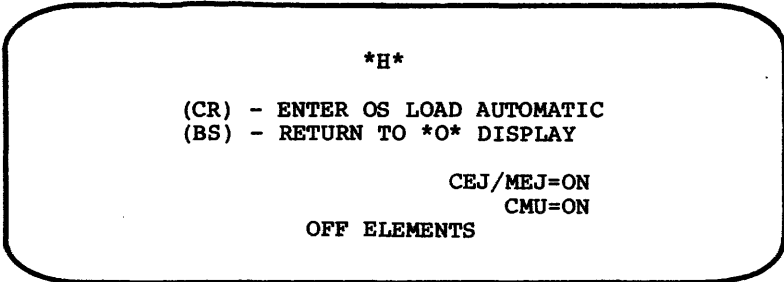 *H*
(CR) - ENTER OS LOAD AUTOMATIC
(BS) - RETURN TO *O* DISPLAY
CEJ/MEJ=ON
CMU=ON
OFF ELEMENTS